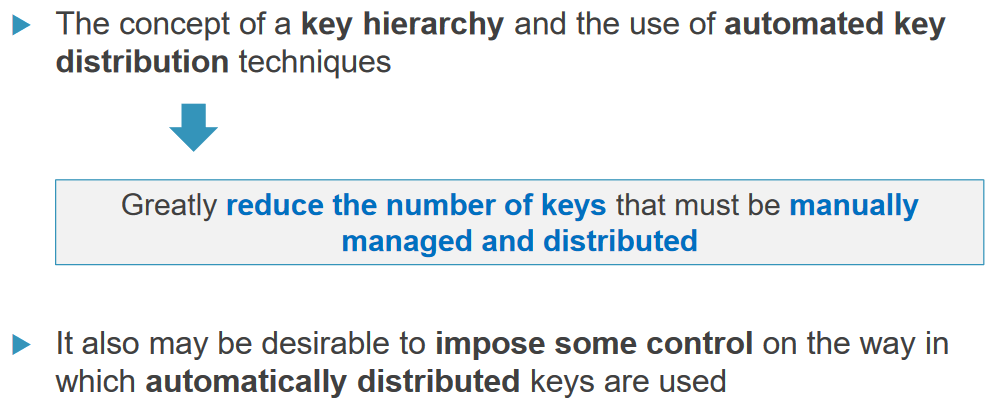 The concept of a key hierarchy and the use of automated key
distribution techniques
Greatly reduce the number of keys that must be manually
managed and distributed
It also may be desirable to impose some control on the way in
which automatically distributed keys are used